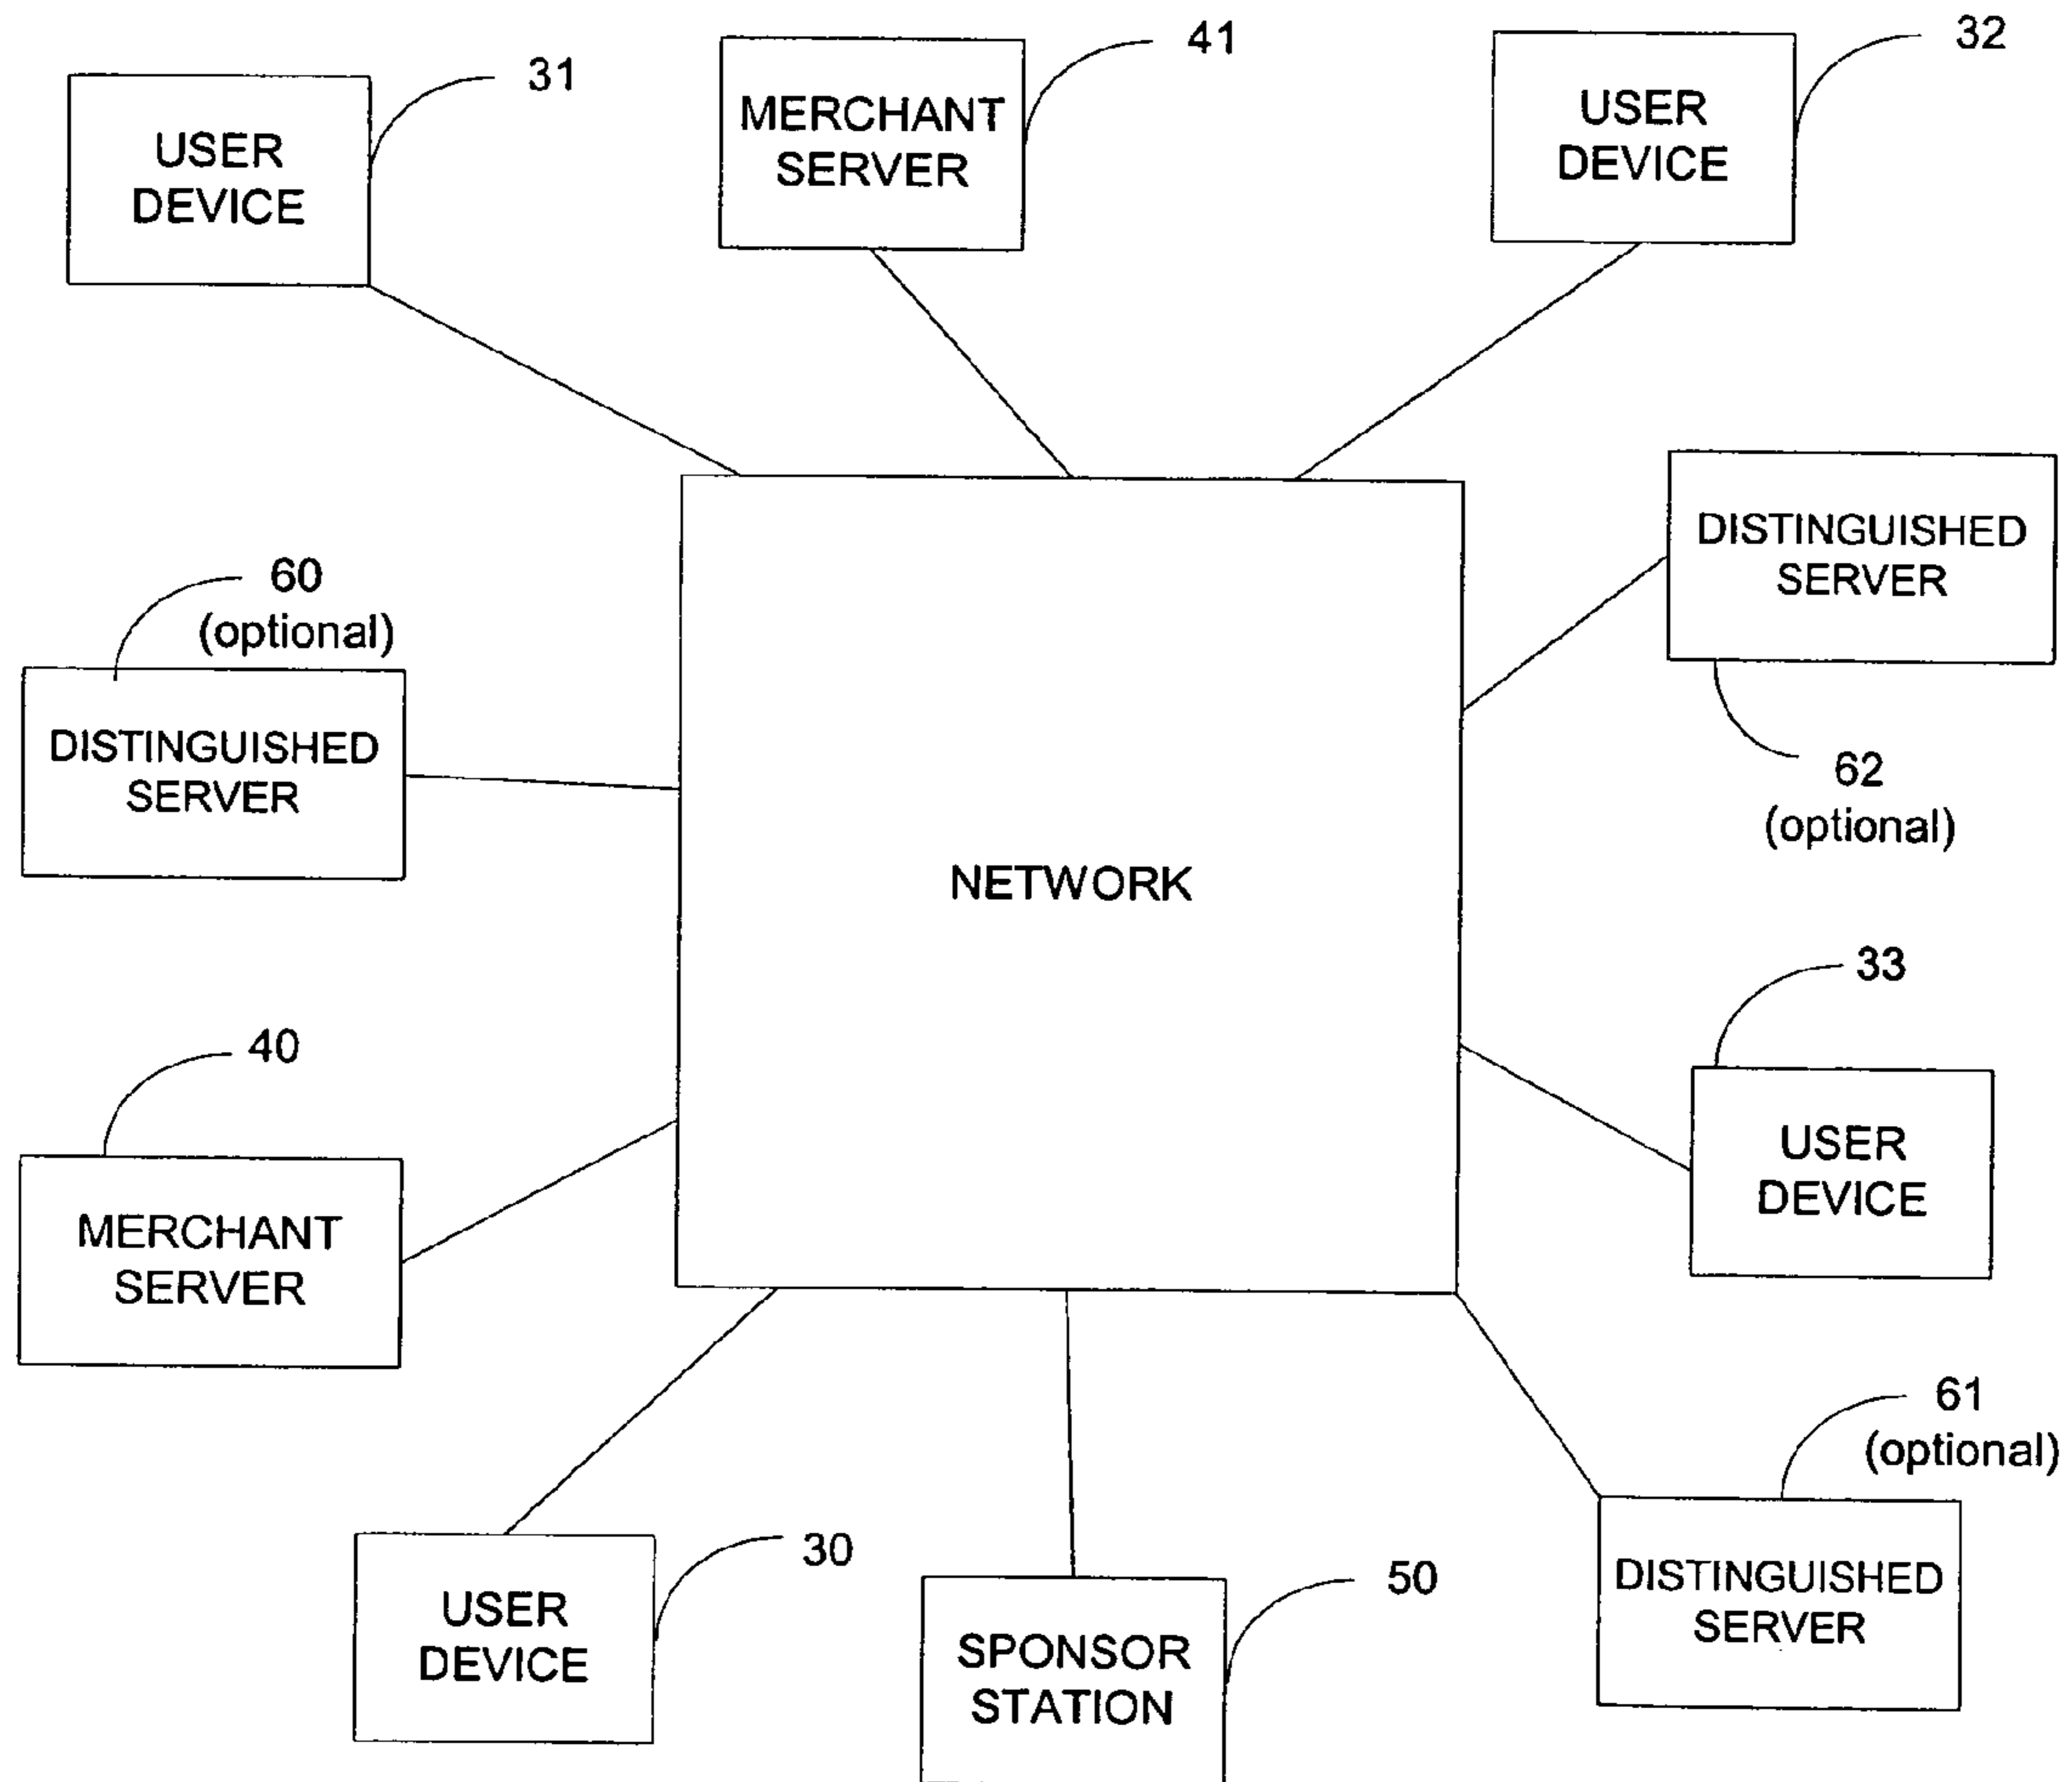 31
USER
DEVICE
41
MERCHANT
SERVER
32
USER
DEVICE
60
(optional)
DISTINGUISHED
SERVER
NETWORK
DISTINGUISHED
SERVER
62
(optional)
33
USER
DEVICE
40
MERCHANT
SERVER
30
USER
DEVICE
50
SPONSOR
STATION
61
(optional)
DISTINGUISHED
SERVER